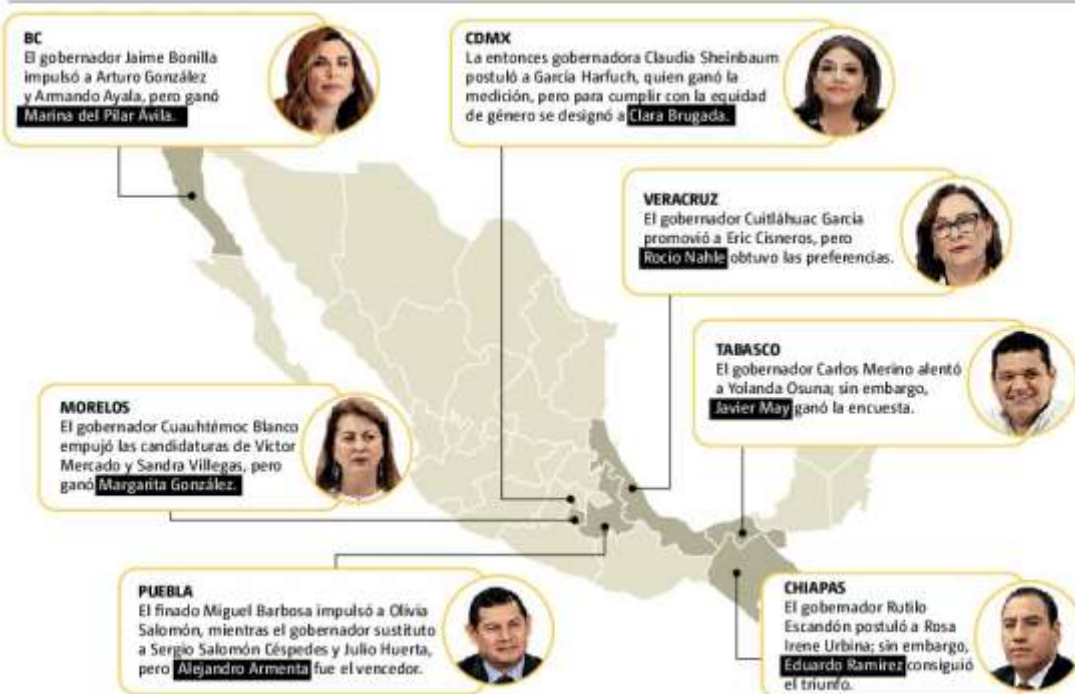 BC
El gobernador Jaime Bonilla
impulsó a Arturo González
y Armando Ayala, pero ganó
Marina del Pilar Ávila.
CDMX
La entonces gobernadora Claudia Sheinbaum
postuló a García Harfuch, quien ganó la
medición, pero para cumplir con la equidad
de género se designó a Clara Brugada.
VERACRUZ
El gobernador Cuitláhuac García
promovió a Eric Cisneros, pero
Rocío Nahle obtuvo las preferencias.
TABASCO
El gobernador Carlos Merino alentó
a Yolanda Osuna; sin embargo,
Javier May ganó la encuesta.
MORELOS
El gobernador Cuauhtémoc Blanco
empujó las candidaturas de Víctor
Mercado y Sandra Villegas, pero
ganó Margarita González.
PUEBLA
El finado Miguel Barbosa impulsó a Olivia
Salomón, mientras el gobernador sustituto
a Sergio Salomón Céspedes y Julio Huerta,
pero Alejandro Armenta fue el vencedor.
CHIAPAS
El gobernador Rutilo
Escandón postuló a Rosa
Irene Urbina; sin embargo,
Eduardo Ramírez consiguió
el triunfo.